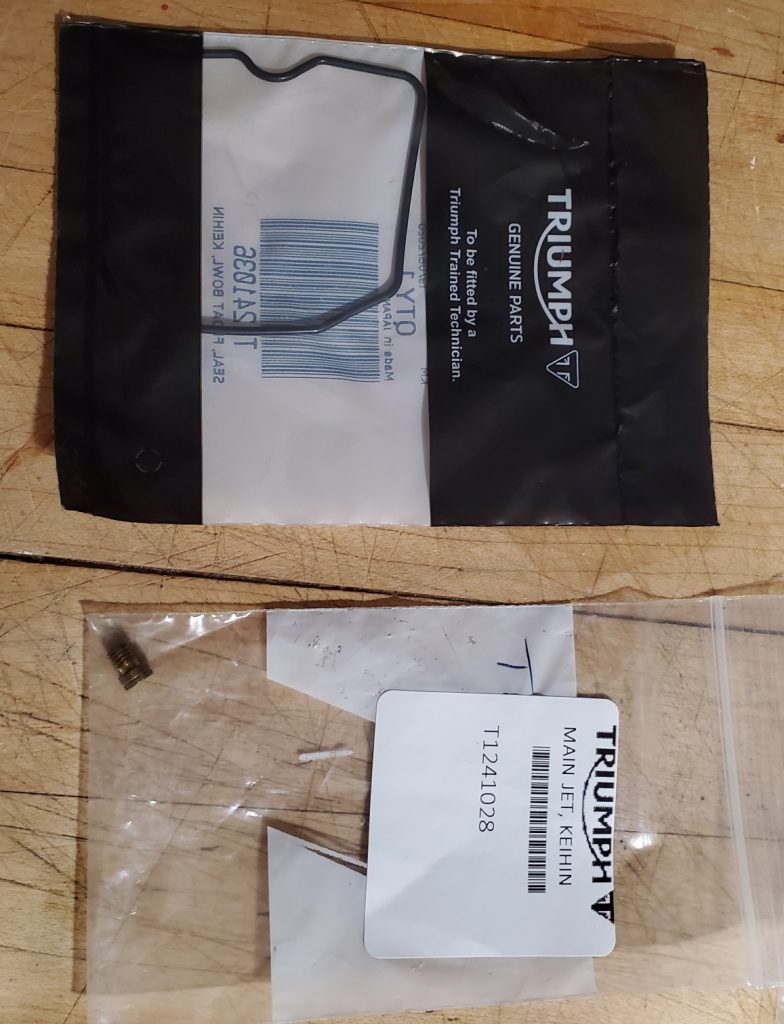 TRIUMPH
GENUINE PARTS
To be fitted by a
Triumph Trained Technician.
QTY 1
Made in JAPAN
T1241036
SEAL, FLOAT BOWL, KEIHIN
TRIUMPH
MAIN JET, KEIHIN
T1241028